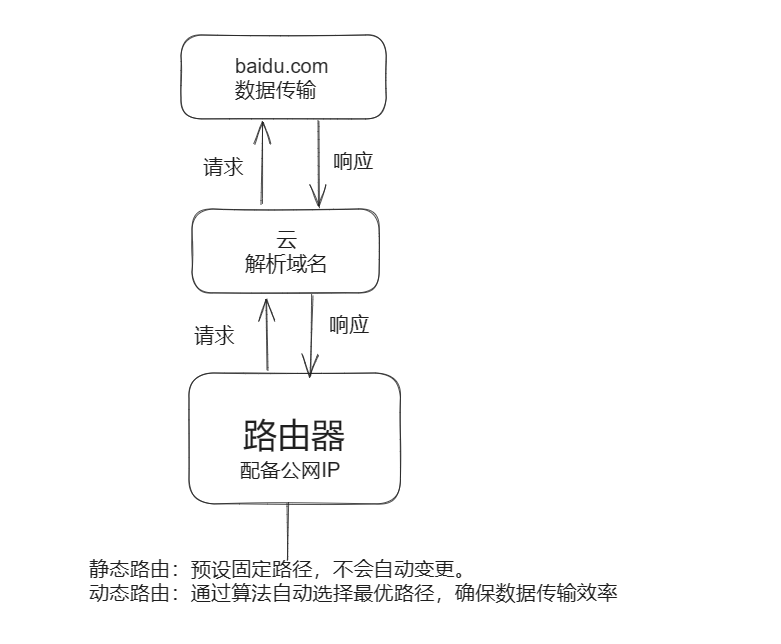 baidu.com
数据传输
请求
响应
云
解析域名
请求
响应
路由器
配备公网IP
静态路由：预设固定路径，不会自动变更。
动态路由：通过算法自动选择最优路径，确保数据传输效率